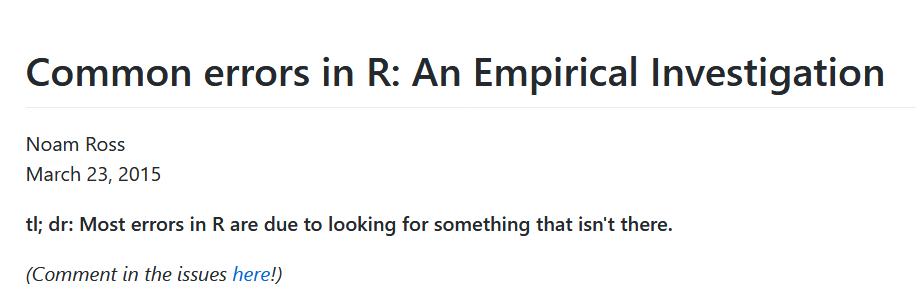 Common errors in R: An Empirical Investigation
Noam Ross
March 23, 2015
tl; dr: Most errors in R are due to looking for something that isn't there.
(Comment in the issues here!)